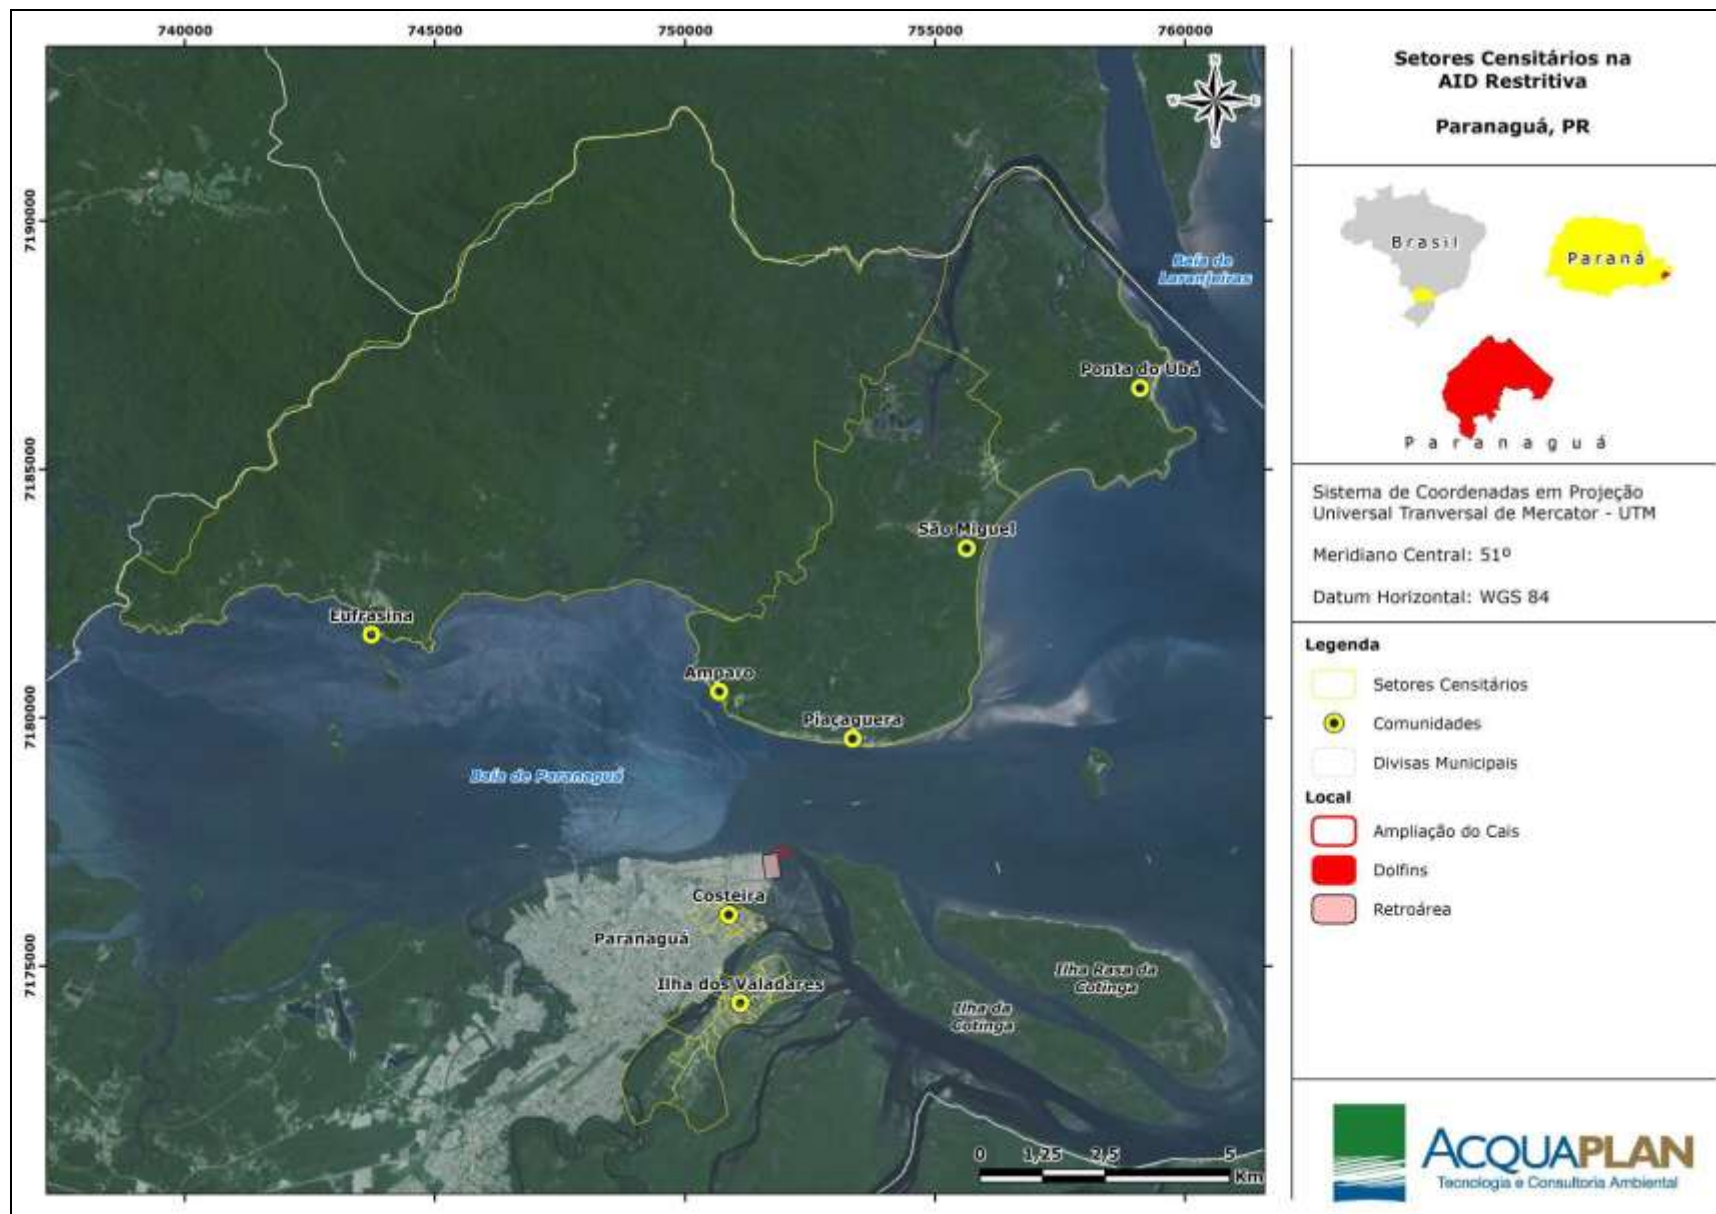 740000
745000
750000
755000
760000
7190000
7185000
7180000
7175000
N
W
E
S
Baía de
Laranjeiras
Ponta do Ubá
São Miguel
Eufrasina
Amparo
Piaçaguera
Baía de Paranaguá
Costeira
Paranaguá
Ilha dos Valadares
Ilha Rasa da
Cotinga
Ilha da
Cotinga
0 1,25 2,5 5
Km
Setores Censitários na
AID Restritiva
Paranaguá, PR
Brasil
Paraná
Paranaguá
Sistema de Coordenadas em Projeção
Universal Tranversal de Mercator - UTM
Meridiano Central: 51º
Datum Horizontal: WGS 84
Legenda
Setores Censitários
Comunidades
Divisas Municipais
Local
Ampliação do Cais
Dolfins
Retroárea
ACQUAPLAN
Tecnologia e Consultoria Ambiental